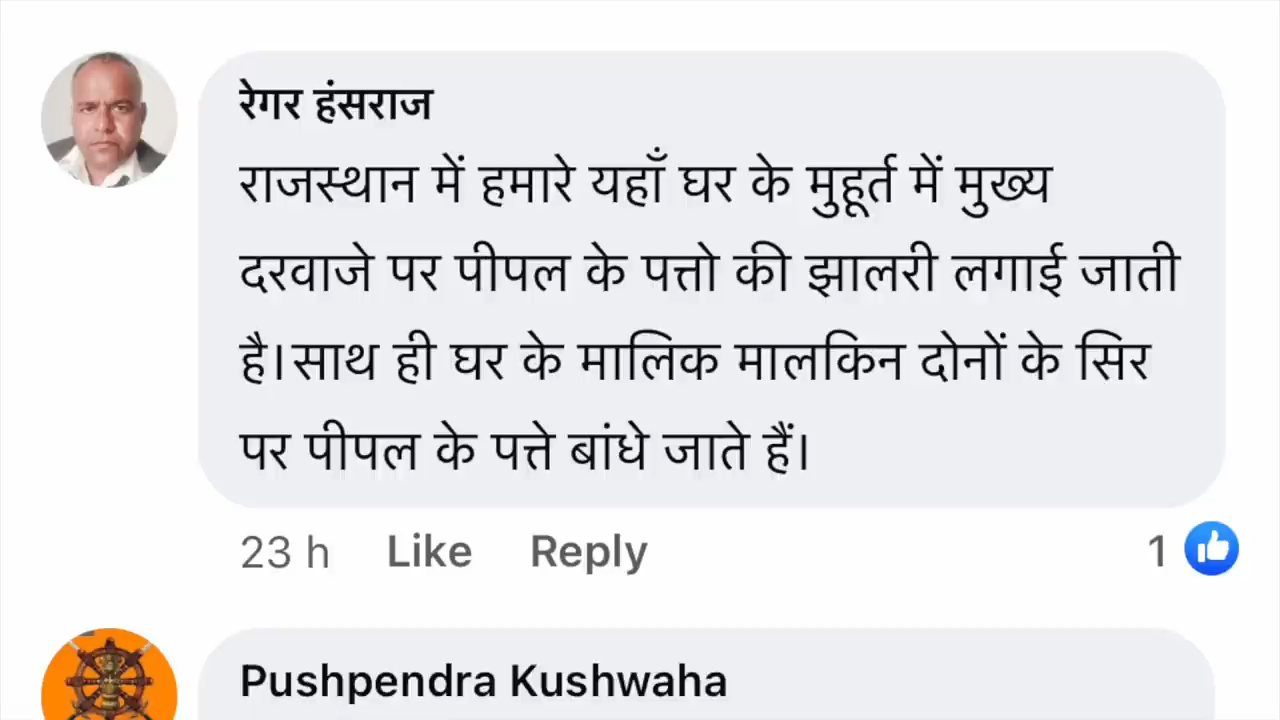 रेगर हंसराज
राजस्थान में हमारे यहाँ घर के मुहूर्त में मुख्य
दरवाजे पर पीपल के पत्तो की झालरी लगाई जाती
है।साथ ही घर के मालिक मालकिन दोनों के सिर
पर पीपल के पत्ते बांधे जाते हैं।
23 h Like Reply 1
Pushpendra Kushwaha